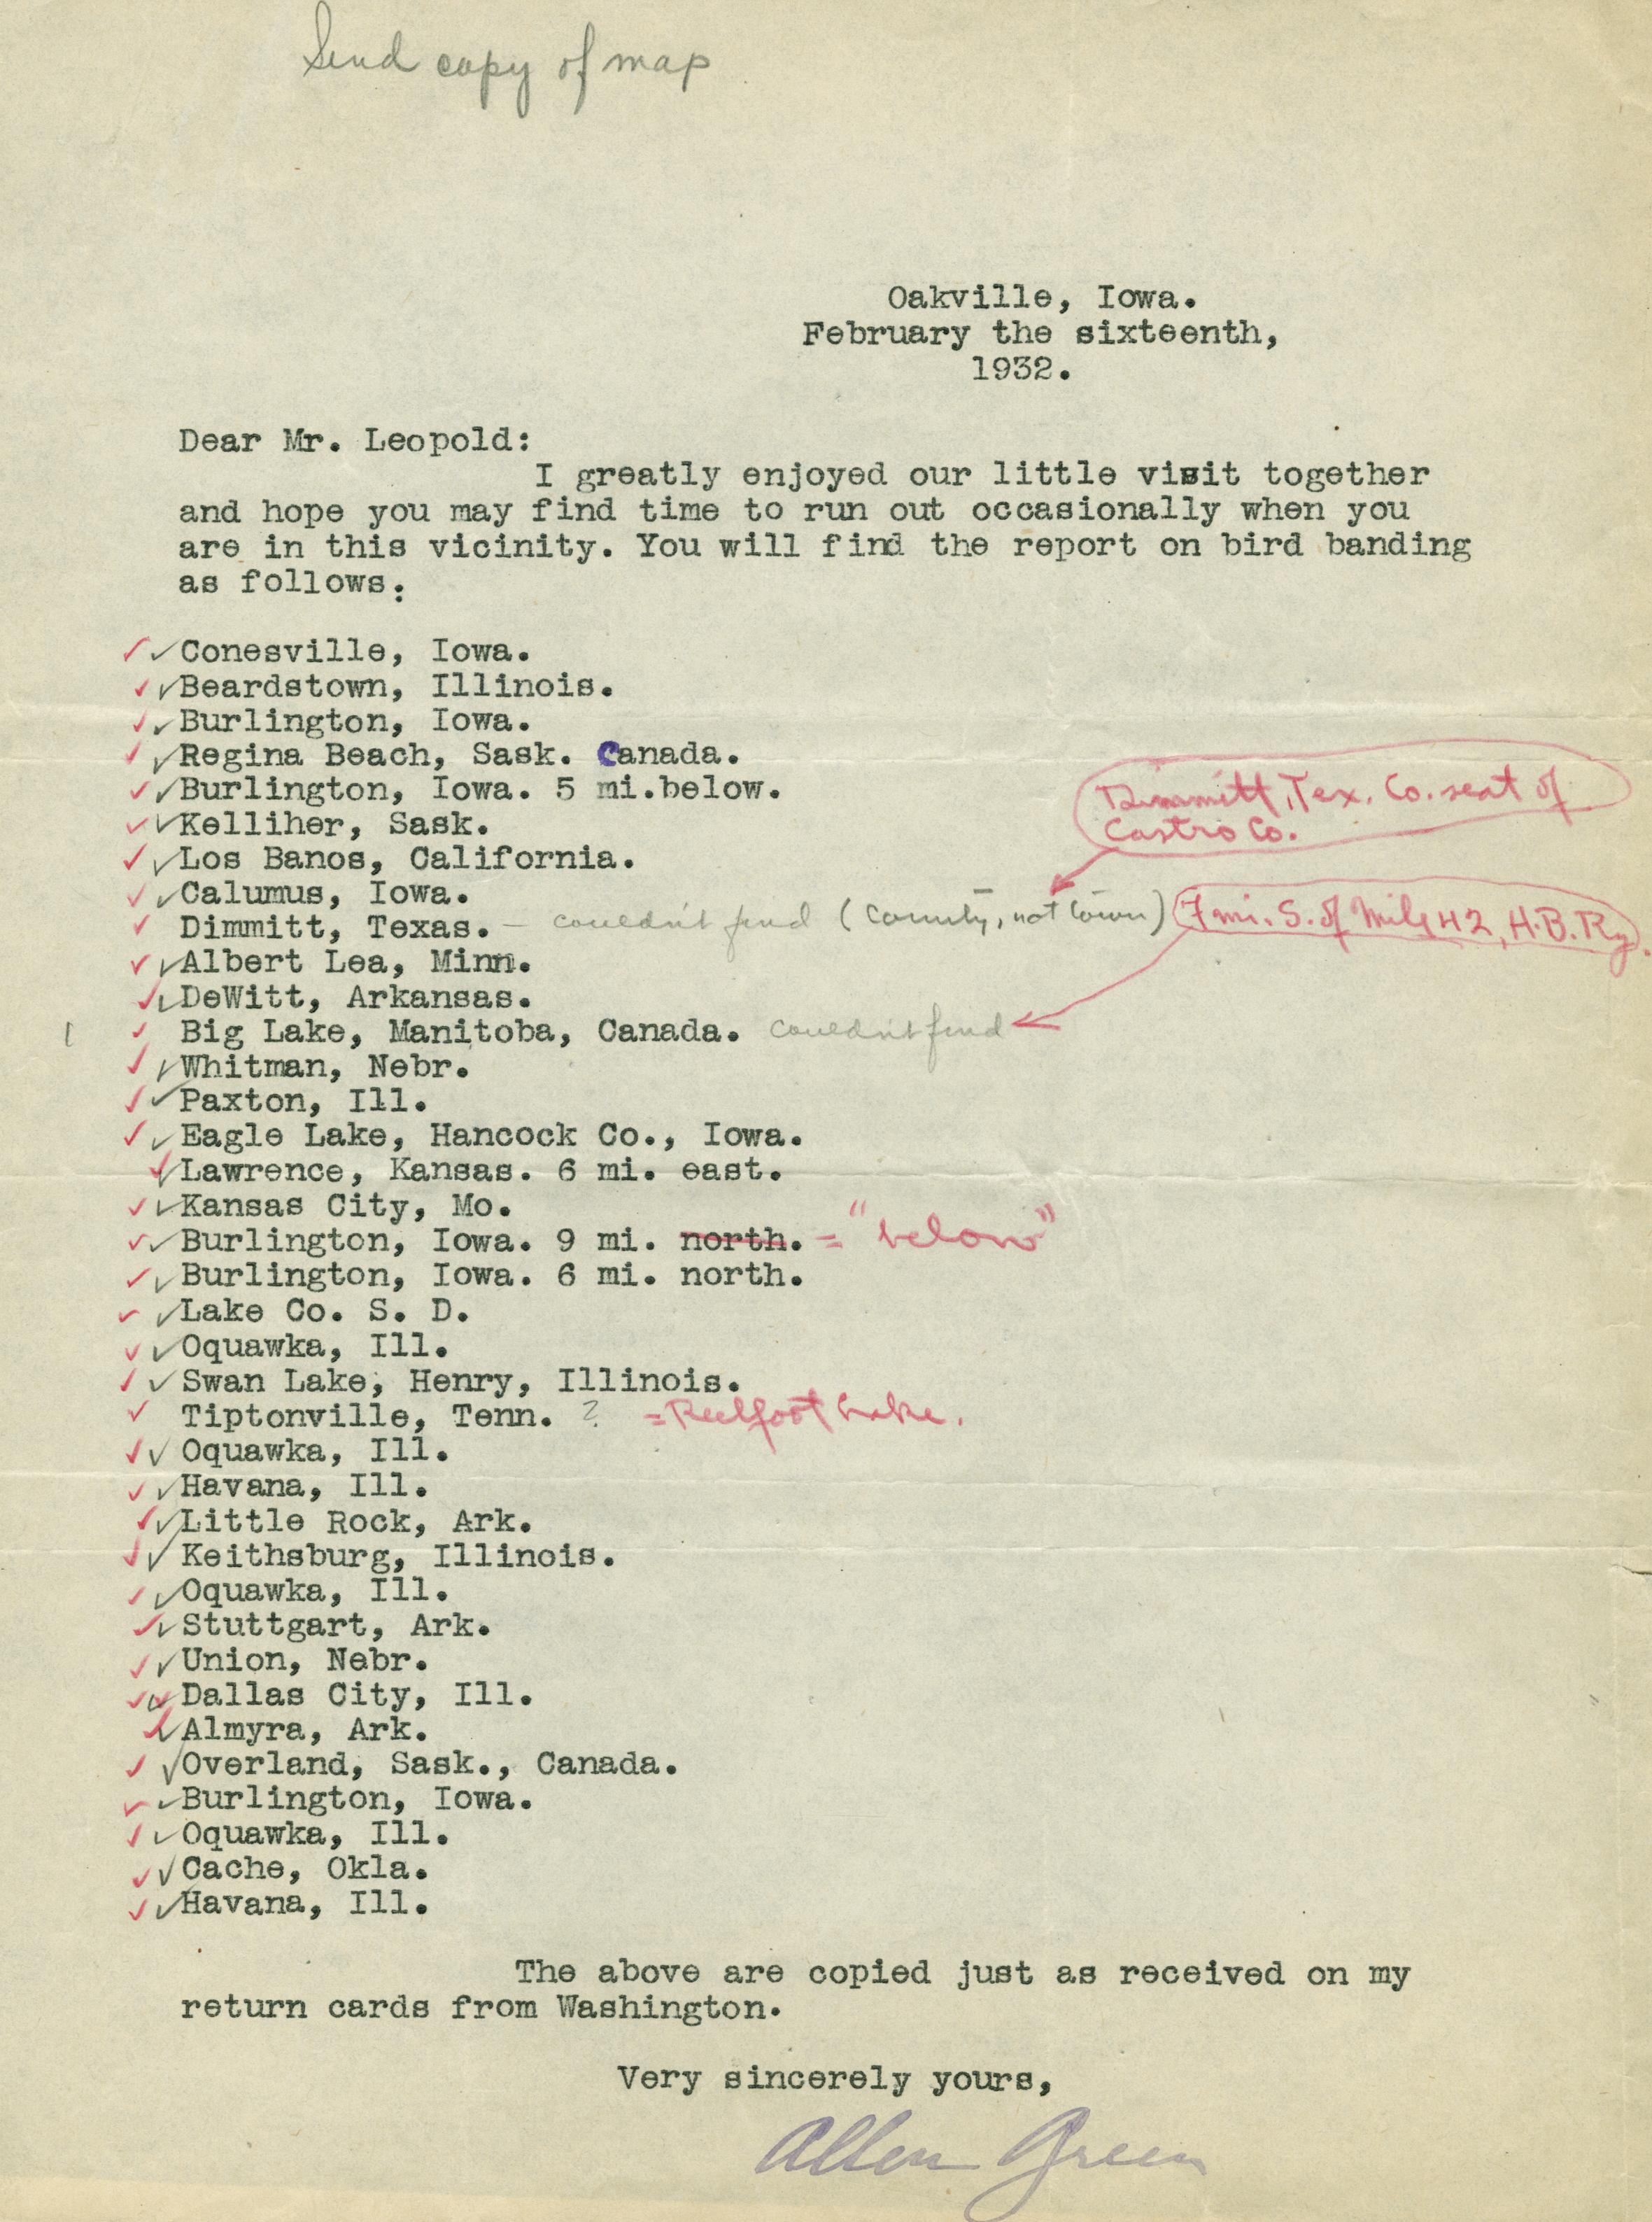 Send copy of map
Oakville, Iowa.
February the sixteenth,
1932.
Dear Mr. Leopold:
I greatly enjoyed our little visit together
and hope you may find time to run out occasionally when you
are in this vicinity. You will find the report on bird banding
as follows:
✓✓Conesville, Iowa.
✓✓Beardstown, Illinois.
✓✓Burlington, Iowa.
✓✓Regina Beach, Sask. Canada.
✓✓Burlington, Iowa. 5 mi.below.
✓✓Kelliher, Sask.
Dimmitt, Tex. Co. seat of
Castro Co.
✓✓Los Banos, California.
✓✓Calumus, Iowa.
✓ Dimmitt, Texas. — couldn't find (County, not town) 7 mi. S. of Mile 42, H.B.Ry.
✓✓Albert Lea, Minn.
✓✓DeWitt, Arkansas.
✓ Big Lake, Manitoba, Canada. couldn't find
✓✓Whitman, Nebr.
✓✓Paxton, Ill.
✓✓Eagle Lake, Hancock Co., Iowa.
✓✓Lawrence, Kansas. 6 mi. east.
✓✓Kansas City, Mo.
✓✓Burlington, Iowa. 9 mi. north. = "below"
✓✓Burlington, Iowa. 6 mi. north.
✓✓Lake Co. S. D.
✓✓Oquawka, Ill.
✓✓Swan Lake, Henry, Illinois.
✓ Tiptonville, Tenn. ? = Reelfoot Lake.
✓✓Oquawka, Ill.
✓✓Havana, Ill.
✓✓Little Rock, Ark.
✓✓Keithsburg, Illinois.
✓✓Oquawka, Ill.
✓✓Stuttgart, Ark.
✓✓Union, Nebr.
✓✓Dallas City, Ill.
✓✓Almyra, Ark.
✓✓Overland, Sask., Canada.
✓✓Burlington, Iowa.
✓✓Oquawka, Ill.
✓✓Cache, Okla.
✓✓Havana, Ill.
The above are copied just as received on my
return cards from Washington.
Very sincerely yours,
Allen Green